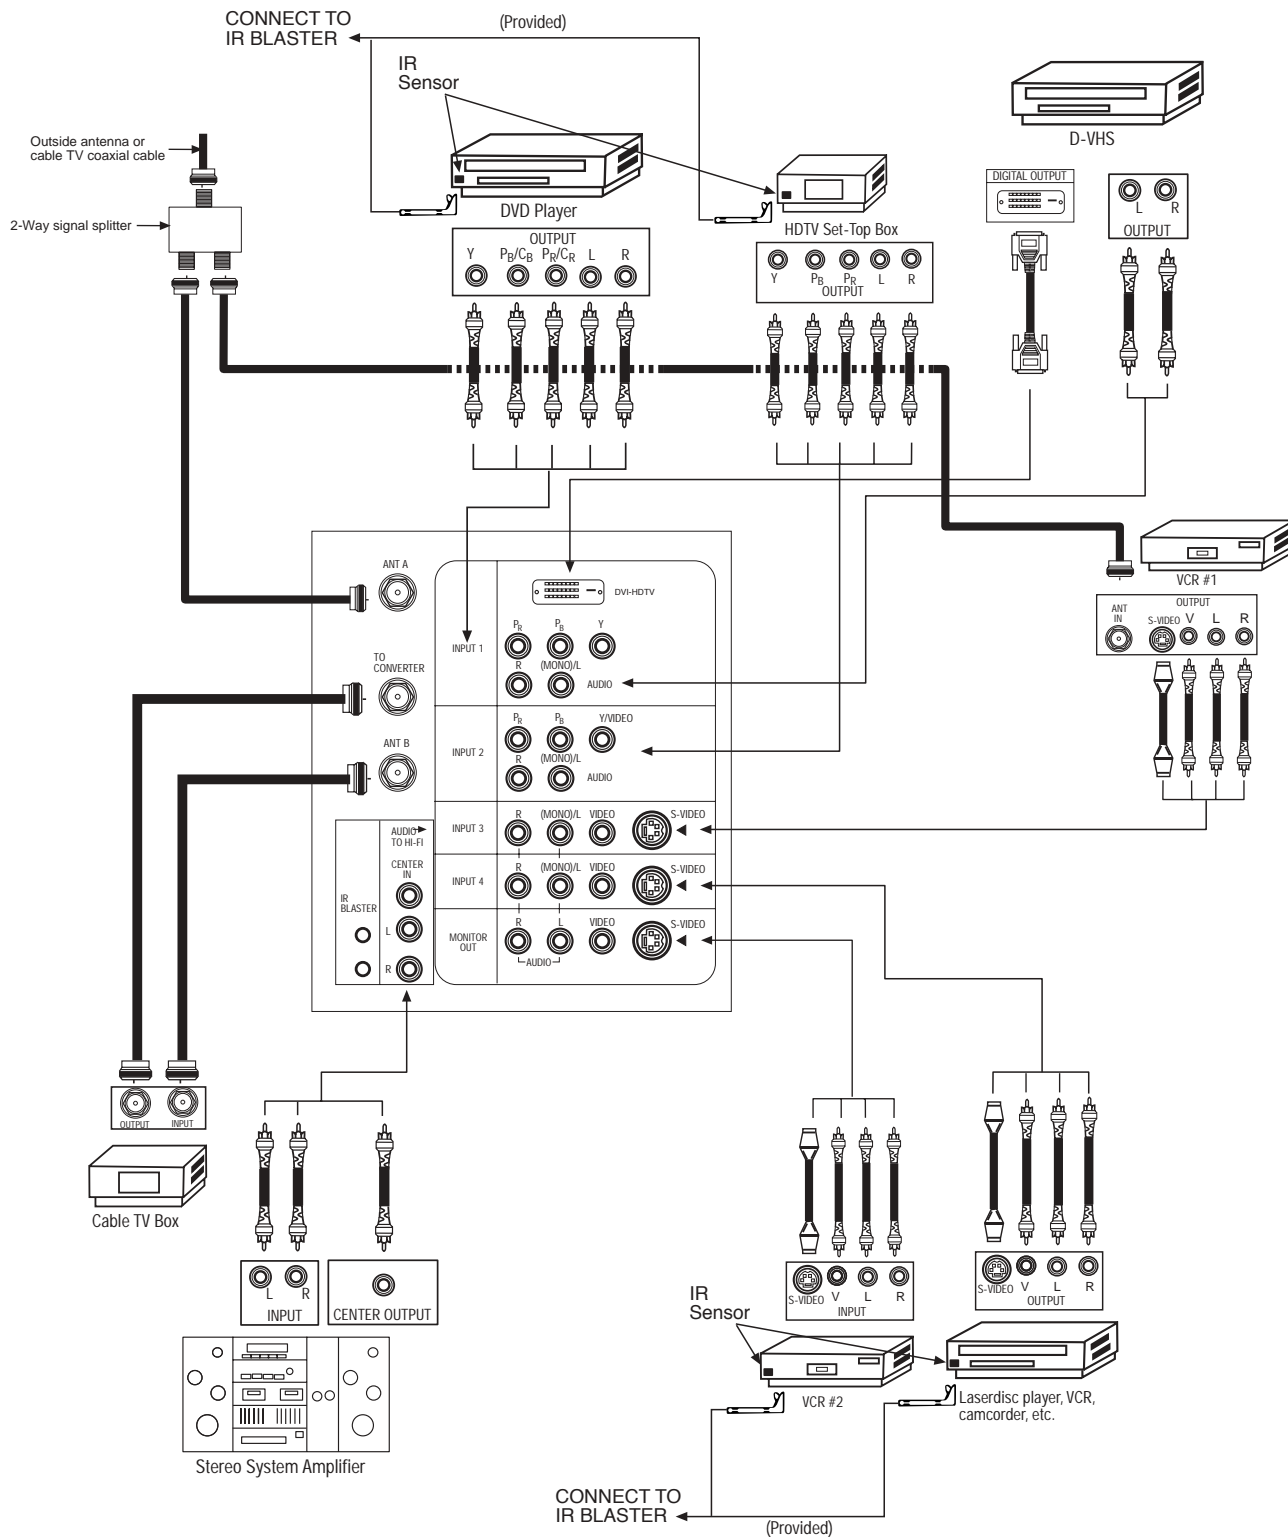 CONNECT TO
IR BLASTER
(Provided)
IR
Sensor
D-VHS
Outside antenna or
cable TV coaxial cable
2-Way signal splitter
DVD Player
HDTV Set-Top Box
DIGITAL OUTPUT
L R
OUTPUT
OUTPUT
Y PB/CB PR/CR L R
Y PB PR L R
OUTPUT
VCR #1
ANT
IN
OUTPUT
S-VIDEO V L R
ANT A
DVI-HDTV
INPUT 1
PR PB Y
R (MONO)/L AUDIO
TO
CONVERTER
INPUT 2
PR PB Y/VIDEO
R (MONO)/L AUDIO
ANT B
INPUT 3
R (MONO)/L VIDEO S-VIDEO
AUDIO
TO HI-FI
CENTER
IN
INPUT 4
R (MONO)/L VIDEO S-VIDEO
IR
BLASTER
L
R
MONITOR
OUT
R L VIDEO S-VIDEO
AUDIO
OUTPUT INPUT
Cable TV Box
L R
INPUT
CENTER OUTPUT
Stereo System Amplifier
S-VIDEO V L R
INPUT
S-VIDEO V L R
OUTPUT
IR
Sensor
VCR #2
Laserdisc player, VCR,
camcorder, etc.
CONNECT TO
IR BLASTER
(Provided)